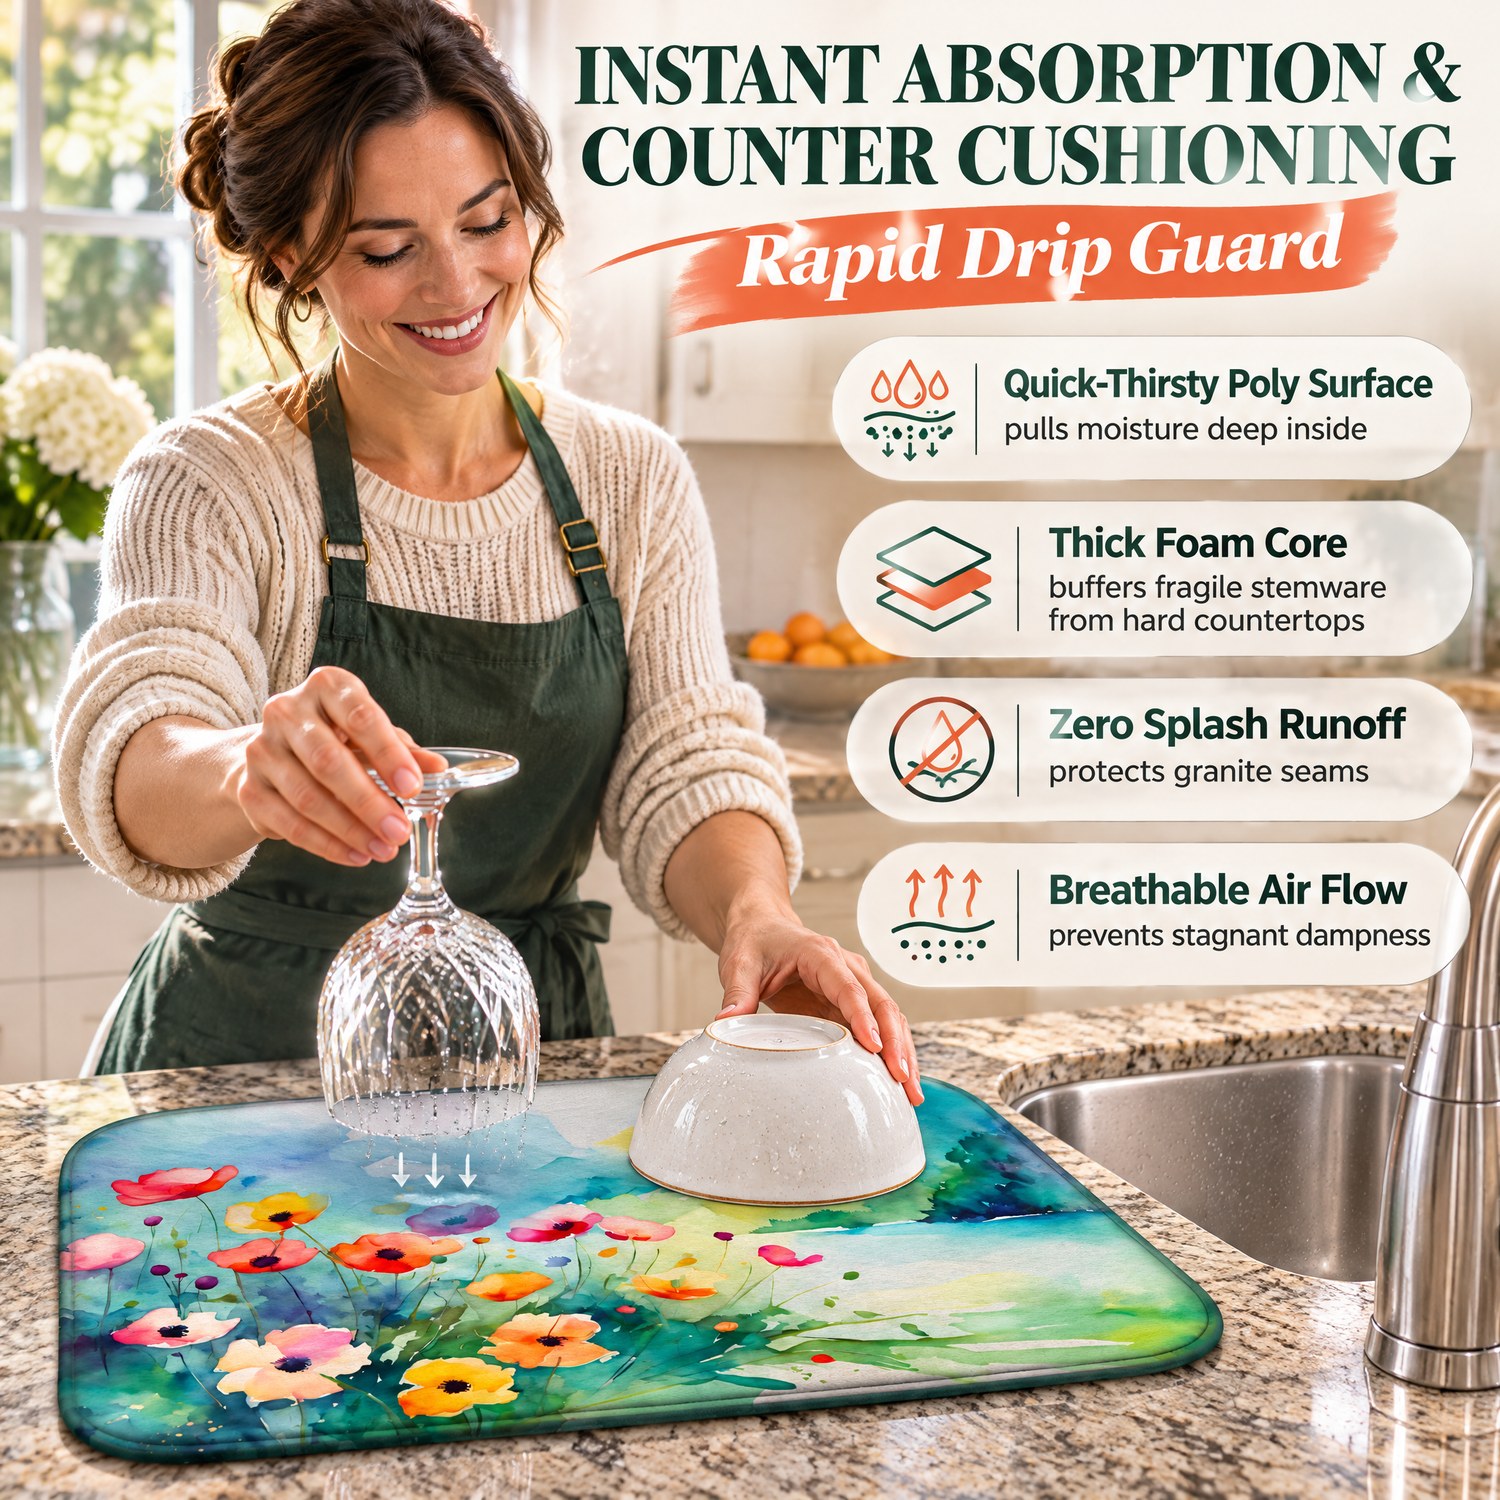 INSTANT ABSORPTION &
COUNTER CUSHIONING
Rapid Drip Guard
Quick-Thirsty Poly Surface
pulls moisture deep inside
Thick Foam Core
buffers fragile stemware
from hard countertops
Zero Splash Runoff
protects granite seams
Breathable Air Flow
prevents stagnant dampness